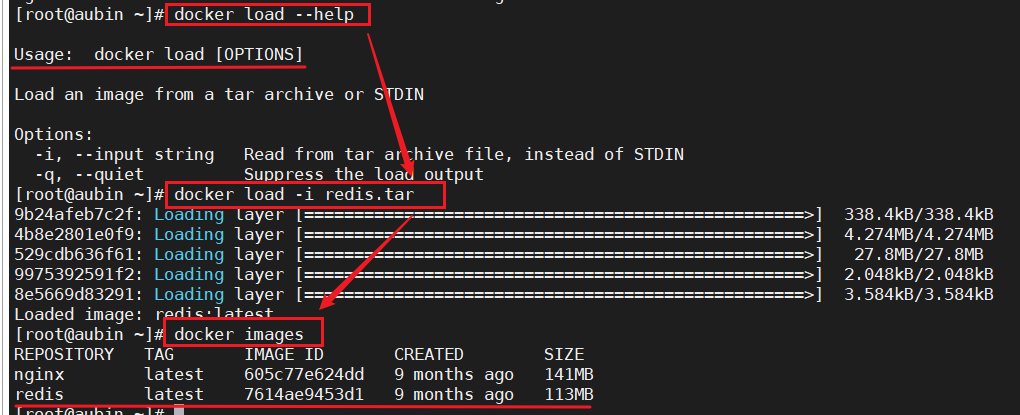 [root@aubin ~]# docker load --help
Usage:  docker load [OPTIONS]
Load an image from a tar archive or STDIN
Options:
  -i, --input string   Read from tar archive file, instead of STDIN
  -q, --quiet          Suppress the load output
[root@aubin ~]# docker load -i redis.tar
9b24afeb7c2f: Loading layer [==================================================>]  338.4kB/338.4kB
4b8e2801e0f9: Loading layer [==================================================>]  4.274MB/4.274MB
529cdb636f61: Loading layer [==================================================>]   27.8MB/27.8MB
9975392591f2: Loading layer [==================================================>]  2.048kB/2.048kB
8e5669d83291: Loading layer [==================================================>]  3.584kB/3.584kB
Loaded image: redis:latest
[root@aubin ~]# docker images
REPOSITORY   TAG       IMAGE ID       CREATED        SIZE
nginx        latest    605c77e624dd   9 months ago   141MB
redis        latest    7614ae9453d1   9 months ago   113MB
[root@aubin ~]#